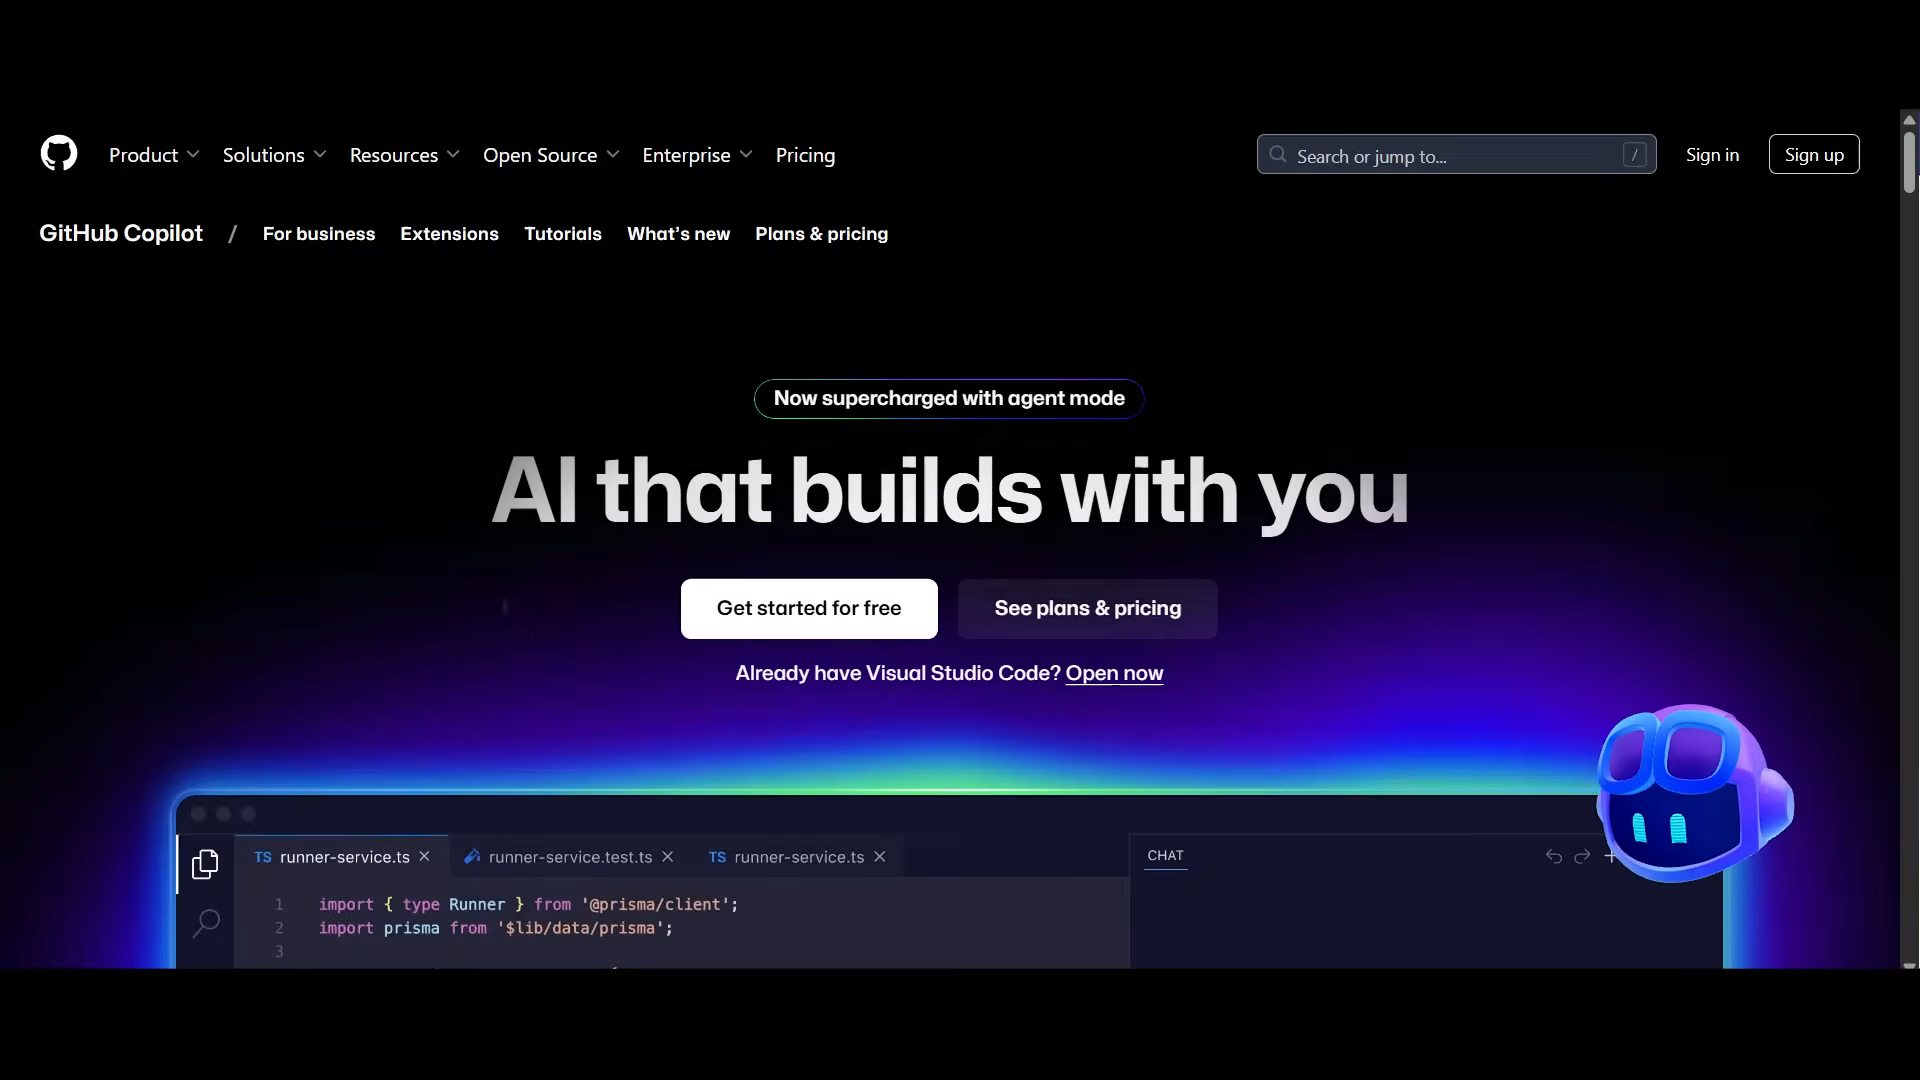 Product Solutions Resources Open Source Enterprise Pricing Search or jump to... / Sign in Sign up
GitHub Copilot / For business Extensions Tutorials What's new Plans & pricing
Now supercharged with agent mode
AI that builds with you
Get started for free See plans & pricing
Already have Visual Studio Code? Open now
TS runner-service.ts runner-service.test.ts TS runner-service.ts CHAT
1 import { type Runner } from '@prisma/client';
2 import prisma from '$lib/data/prisma';
3